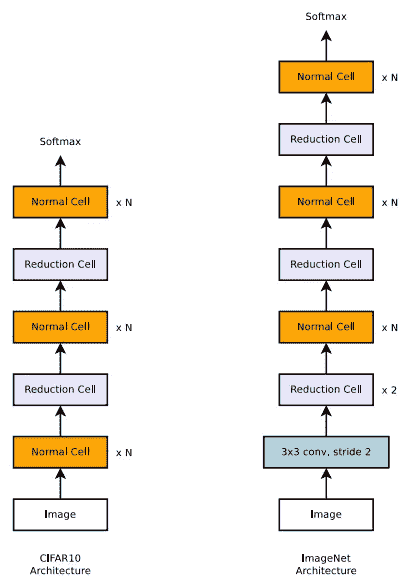 Softmax
Normal Cell x N
Reduction Cell
Normal Cell x N
Reduction Cell
Normal Cell x N
Image
CIFAR10
Architecture
Softmax
Normal Cell x N
Reduction Cell
Normal Cell x N
Reduction Cell
Normal Cell x N
Reduction Cell x 2
3x3 conv, stride 2
Image
ImageNet
Architecture